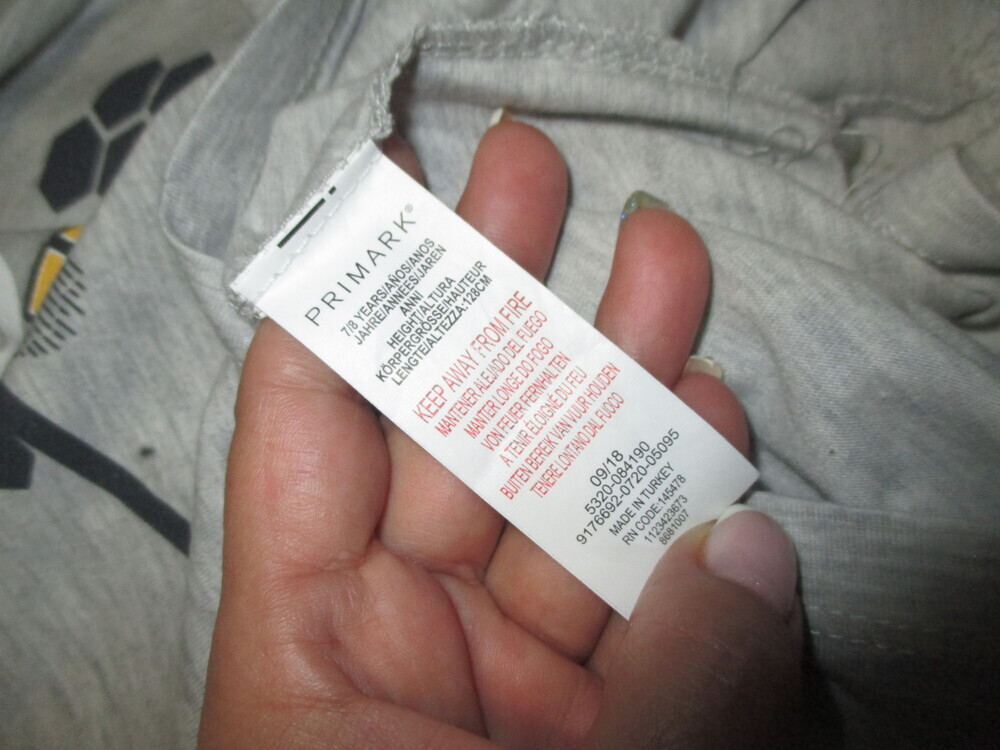 PRIMARK®
7/8 YEARS/AÑOS/ANOS
JAHRE/ANNEES/JAREN
ANNI
HEIGHT/ALTURA
KÖRPERGRÖSSE/HAUTEUR
LENGTE/ALTEZZA:128CM
KEEP AWAY FROM FIRE
MANTENER ALEJADO DEL FUEGO
MANTER LONGE DO FOGO
VON FEUER FERNHALTEN
A TENIR ÉLOIGNÉ DU FEU
BUITEN BEREIK VAN VUUR HOUDEN
TENERE LONTANO DAL FUOCO
09/18
5320-084190
9176692-0720-05095
MADE IN TURKEY
RN CODE:145478
1123423673
8681007